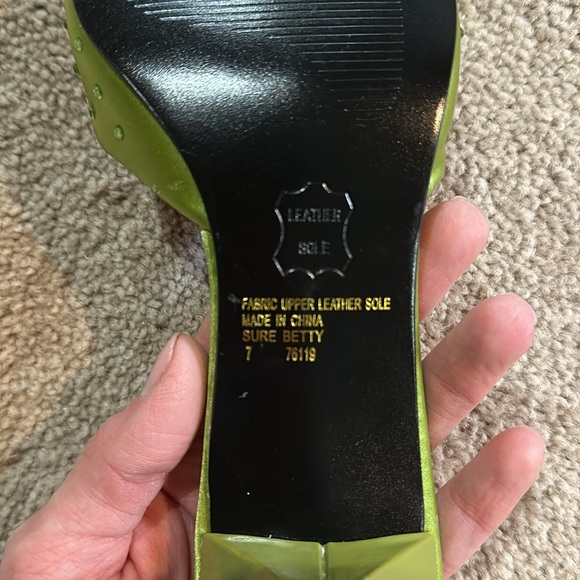 LEATHER
SOLE
FABRIC UPPER LEATHER SOLE
MADE IN CHINA
SURE BETTY
7 76119